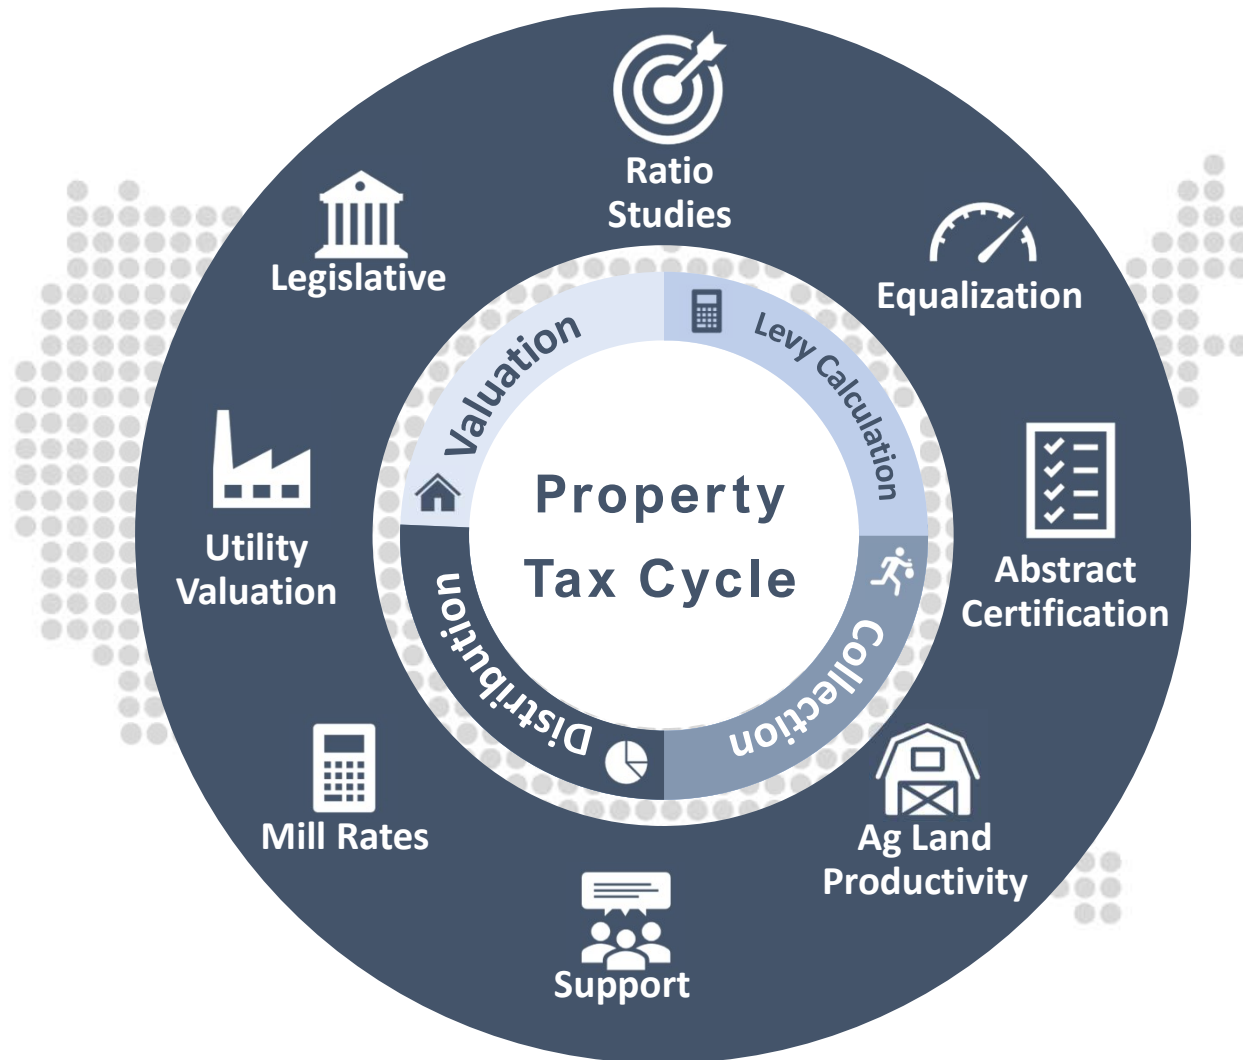 Ratio
Studies
Legislative
Equalization
Valuation
Levy Calculation
Property
Tax Cycle
Utility
Valuation
Abstract
Certification
Distribution
Collection
Mill Rates
Ag Land
Productivity
Support